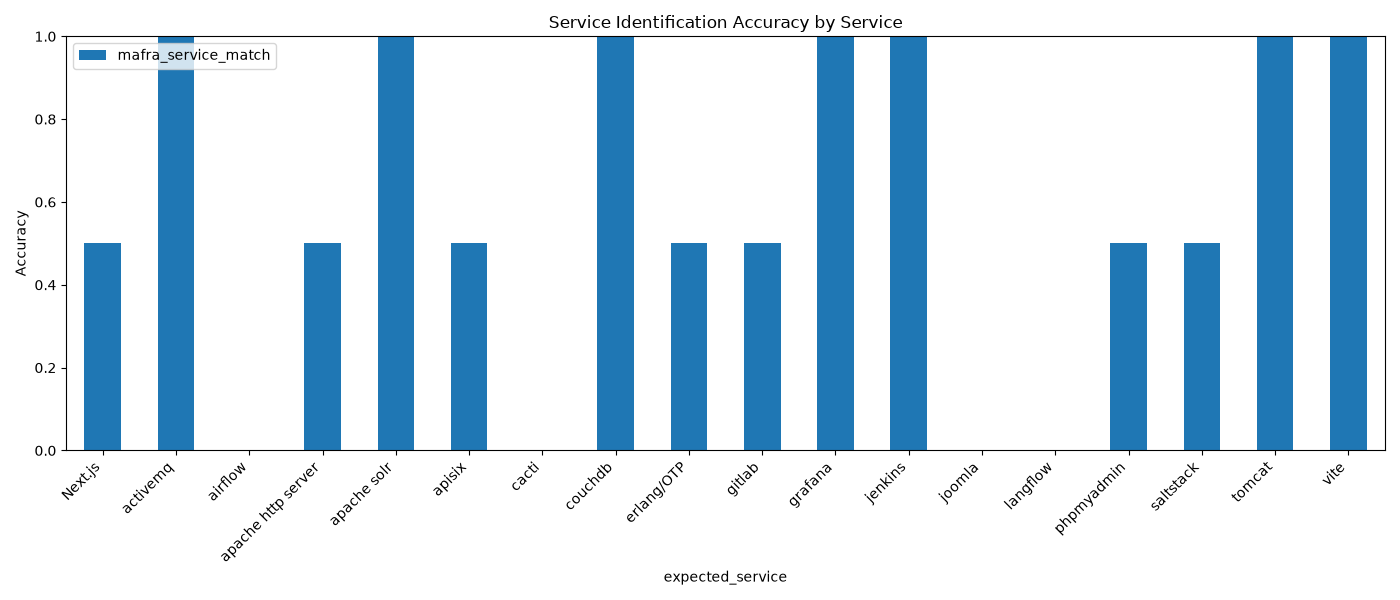 Service Identification Accuracy by Service
mafra_service_match
Accuracy
1.0
0.8
0.6
0.4
0.2
0.0
Next.js
activemq
airflow
apache http server
apache solr
apisix
cacti
couchdb
erlang/OTP
gitlab
grafana
jenkins
joomla
langflow
phpmyadmin
saltstack
tomcat
vite
expected_service